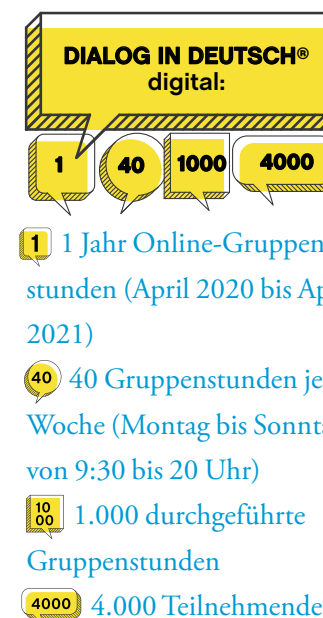 DIALOG IN DEUTSCH®
digital:
1 40 1000 4000
1 1 Jahr Online-Gruppen
stunden (April 2020 bis Ap
2021)
40 40 Gruppenstunden je
Woche (Montag bis Sonnt
von 9:30 bis 20 Uhr)
10
00 1.000 durchgeführte
Gruppenstunden
4000 4.000 Teilnehmende